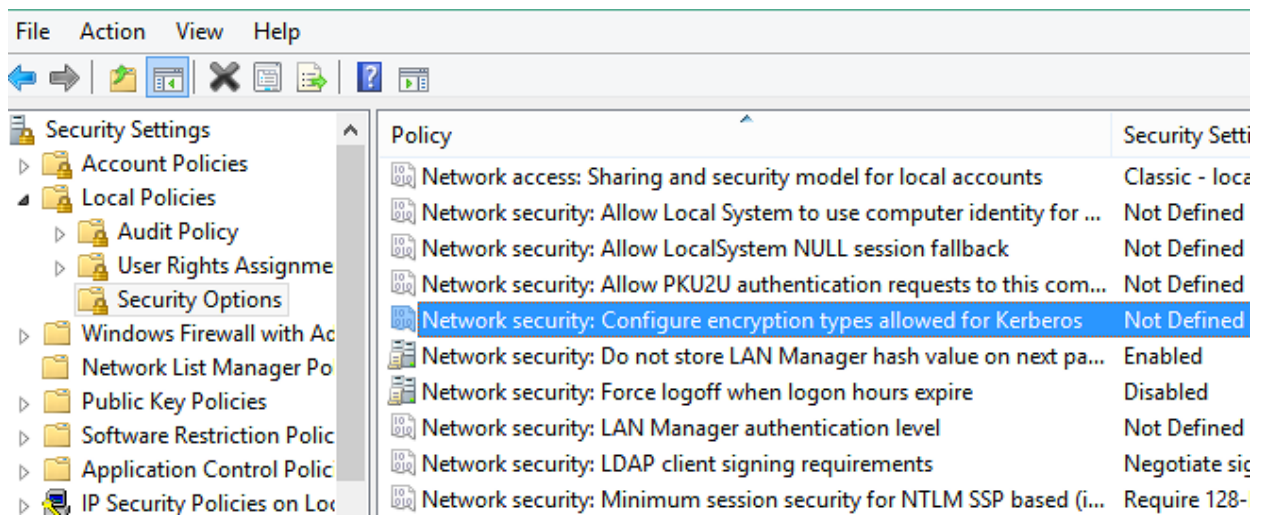 File Action View Help
Security Settings
Account Policies
Local Policies
Audit Policy
User Rights Assignme
Security Options
Windows Firewall with Ad
Network List Manager Po
Public Key Policies
Software Restriction Polic
Application Control Polic
IP Security Policies on Loc
Policy Security Setti
Network access: Sharing and security model for local accounts Classic - loca
Network security: Allow Local System to use computer identity for ... Not Defined
Network security: Allow LocalSystem NULL session fallback Not Defined
Network security: Allow PKU2U authentication requests to this com... Not Defined
Network security: Configure encryption types allowed for Kerberos Not Defined
Network security: Do not store LAN Manager hash value on next pa... Enabled
Network security: Force logoff when logon hours expire Disabled
Network security: LAN Manager authentication level Not Defined
Network security: LDAP client signing requirements Negotiate sig
Network security: Minimum session security for NTLM SSP based (i... Require 128-